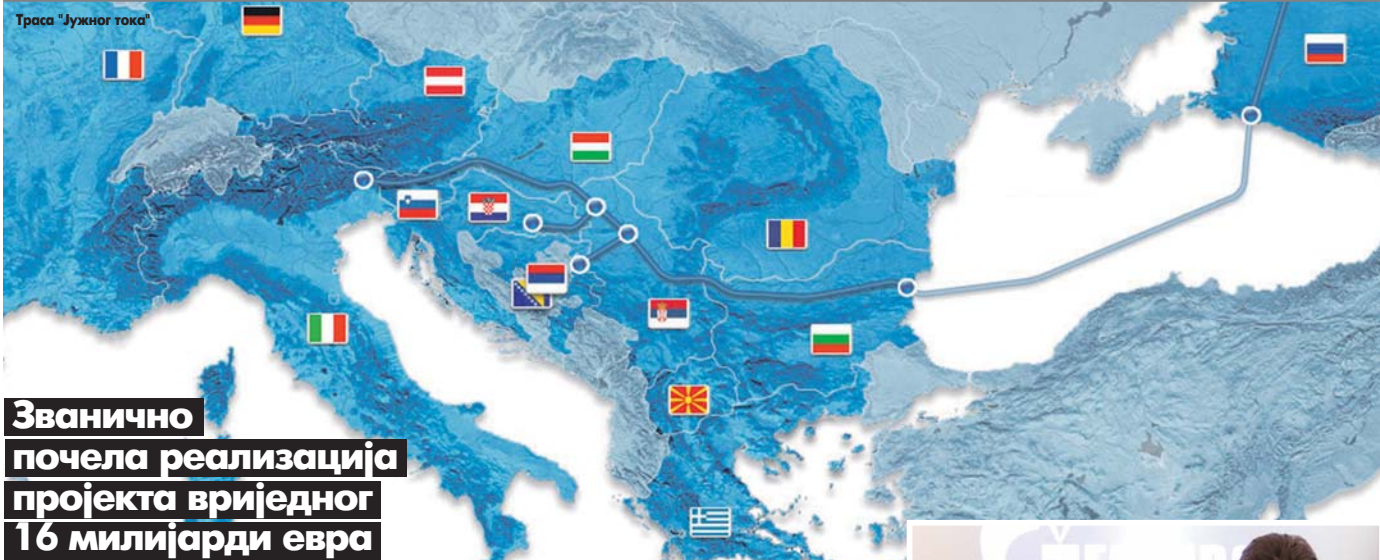 Траса "Јужног тока"
Званично
почела реализација
пројекта вриједног
16 милијарди евра